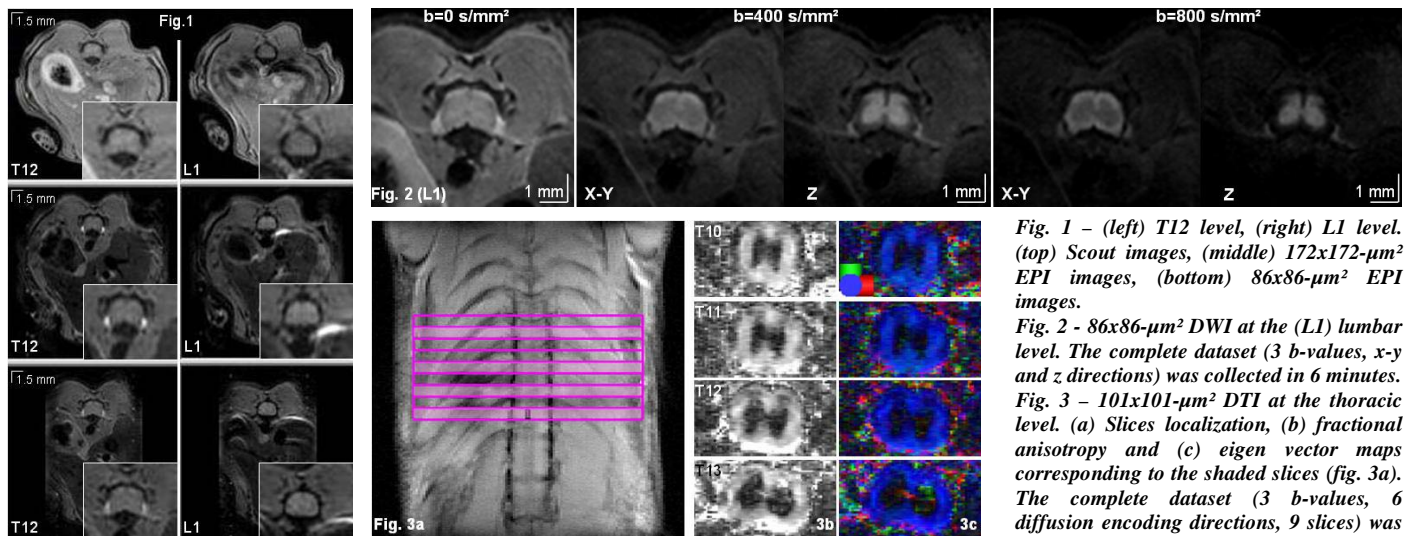 1.5 mm
Fig.1
T12
L1
1.5 mm
T12
L1
1.5 mm
T12
L1
b=0 s/mm²
b=400 s/mm²
b=800 s/mm²
Fig. 2 (L1)
1 mm
X-Y
Z
1 mm
X-Y
Z
1 mm
Fig. 3a
T10
T11
T12
T13
3b
3c
Fig. 1 – (left) T12 level, (right) L1 level.
(top) Scout images, (middle) 172x172-µm²
EPI images, (bottom) 86x86-µm² EPI
images.
Fig. 2 - 86x86-µm² DWI at the (L1) lumbar
level. The complete dataset (3 b-values, x-y
and z directions) was collected in 6 minutes.
Fig. 3 – 101x101-µm² DTI at the thoracic
level. (a) Slices localization, (b) fractional
anisotropy and (c) eigen vector maps
corresponding to the shaded slices (fig. 3a).
The complete dataset (3 b-values, 6
diffusion encoding directions, 9 slices) was